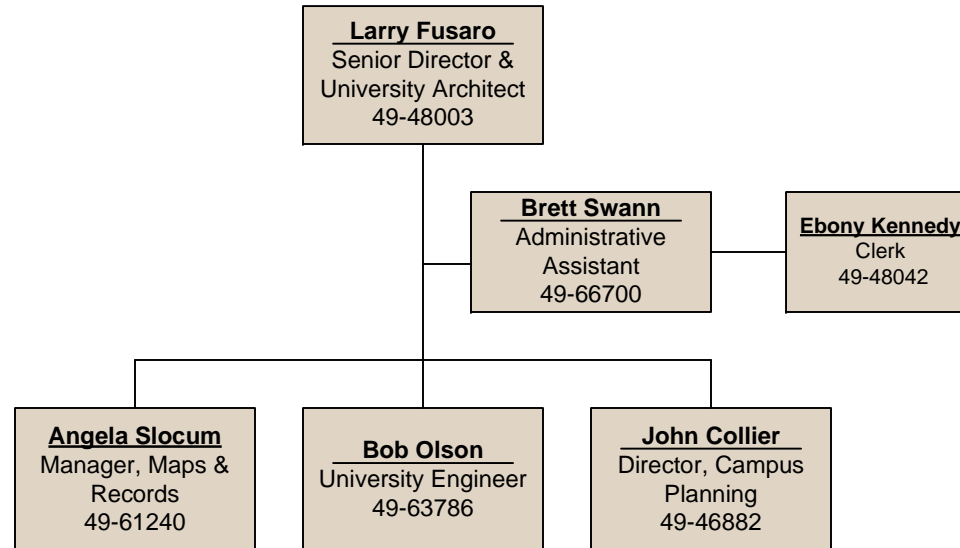 Larry Fusaro
Senior Director &
University Architect
49-48003
Brett Swann
Administrative
Assistant
49-66700
Ebony Kennedy
Clerk
49-48042
Angela Slocum
Manager, Maps &
Records
49-61240
Bob Olson
University Engineer
49-63786
John Collier
Director, Campus
Planning
49-46882